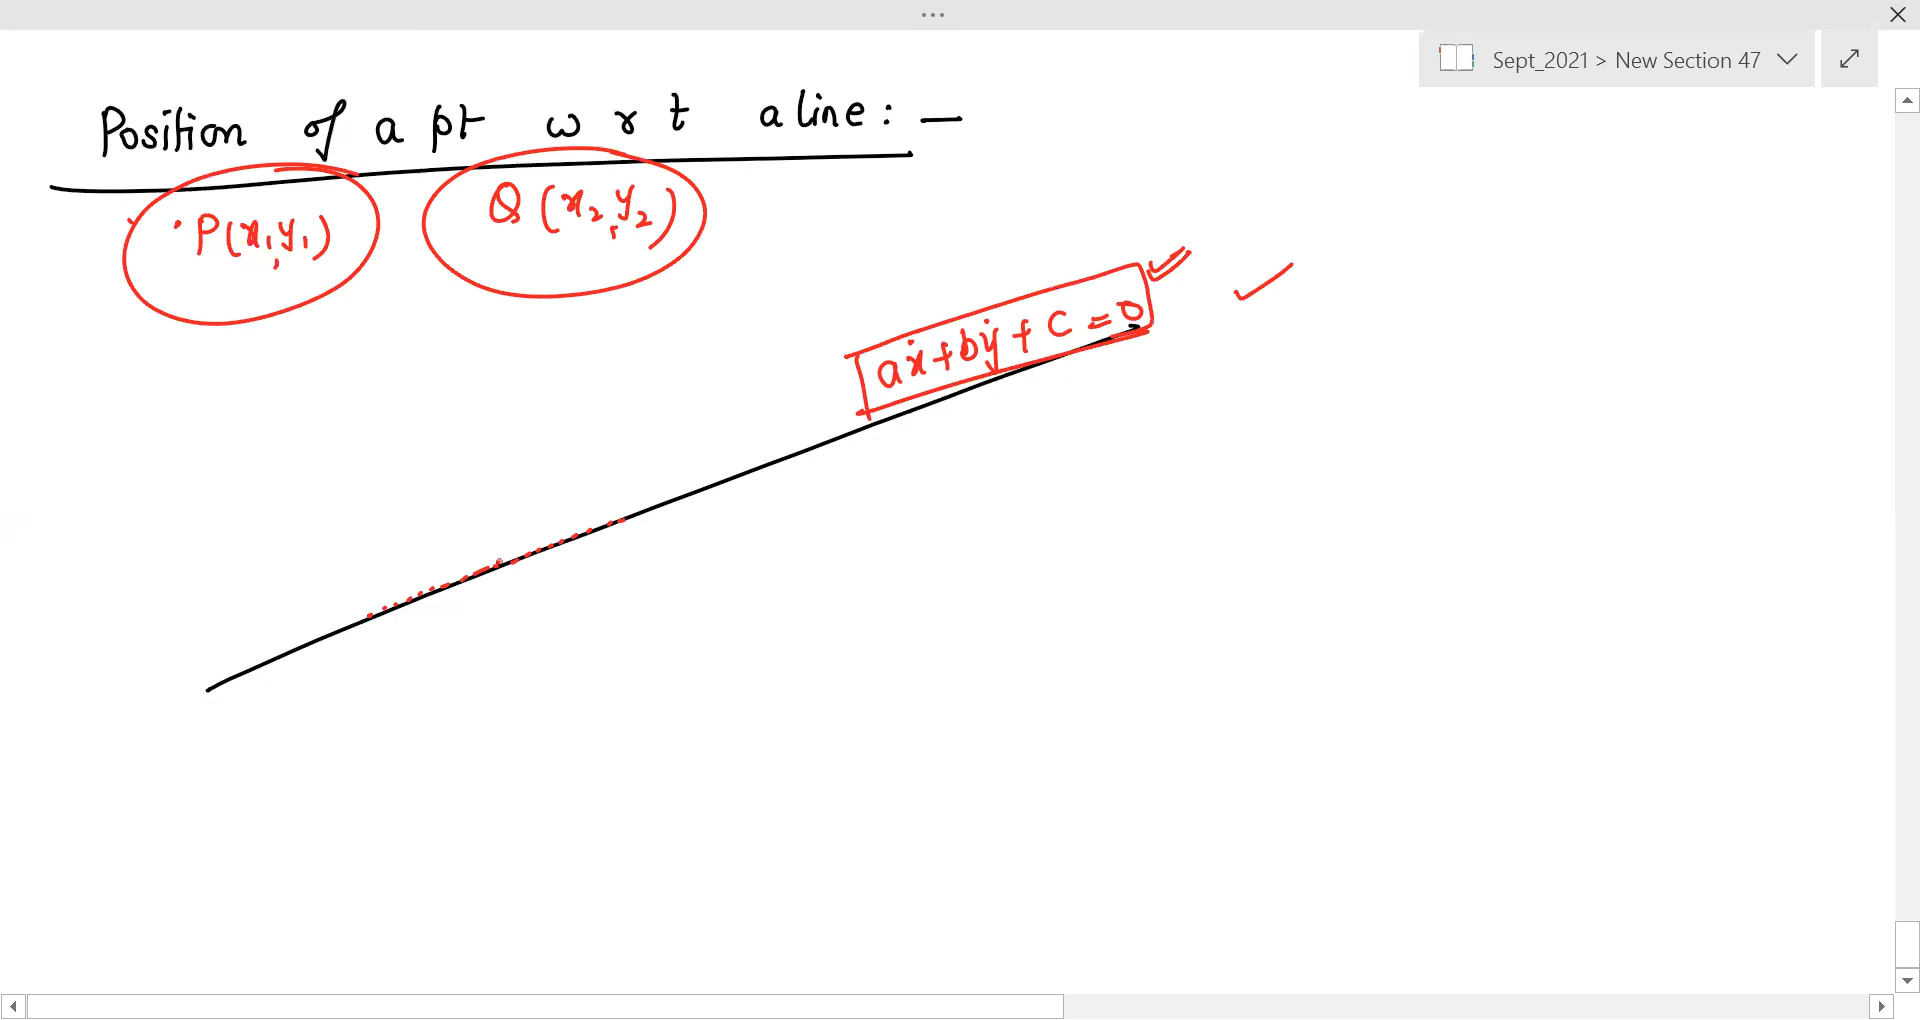 Sept_2021 > New Section 47
Position of a pt w r t a line: —
P(x₁, y₁) Q(x₂, y₂)
ax+by+c=0